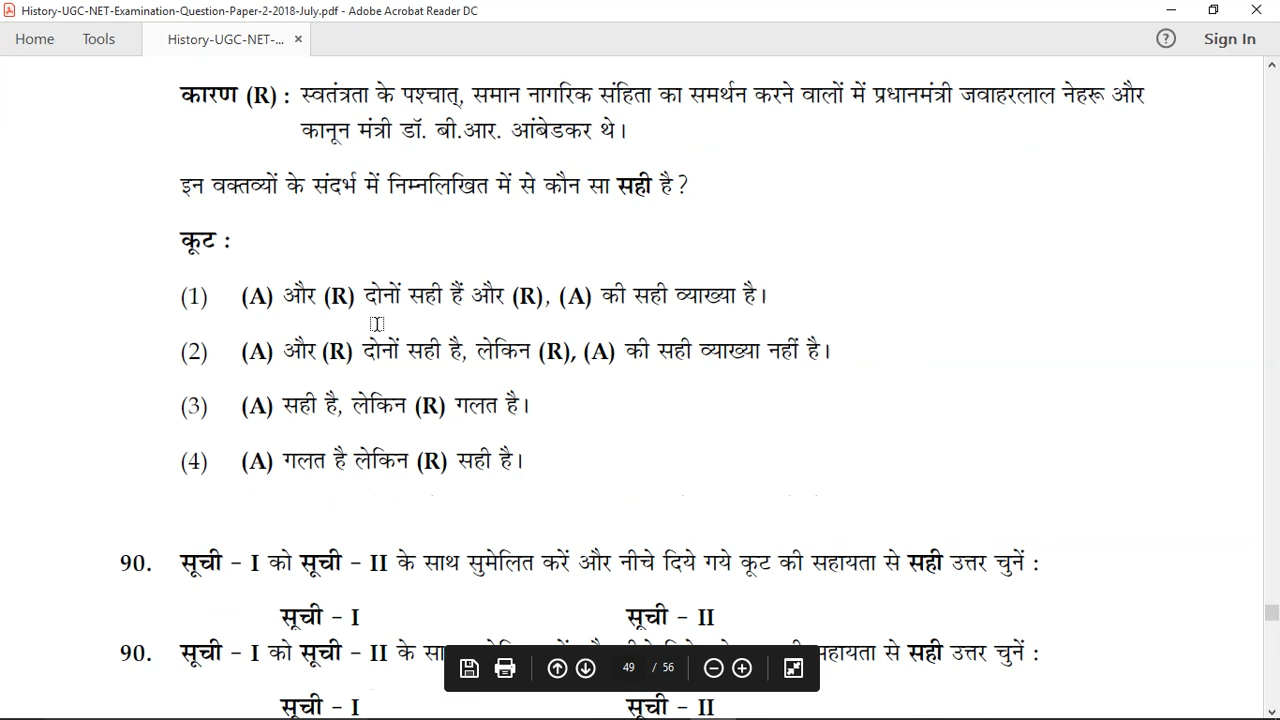 History-UGC-NET-Examination-Question-Paper-2-2018-July.pdf - Adobe Acrobat Reader DC
Home Tools History-UGC-NET-... × ? Sign In
कारण (R) : स्वतंत्रता के पश्चात्, समान नागरिक संहिता का समर्थन करने वालों में प्रधानमंत्री जवाहरलाल नेहरू और
कानून मंत्री डॉ. बी.आर. आंबेडकर थे।
इन वक्तव्यों के संदर्भ में निम्नलिखित में से कौन सा सही है ?
कूट :
(1) (A) और (R) दोनों सही हैं और (R), (A) की सही व्याख्या है।
(2) (A) और (R) दोनों सही है, लेकिन (R), (A) की सही व्याख्या नहीं है।
(3) (A) सही है, लेकिन (R) गलत है।
(4) (A) गलत है लेकिन (R) सही है।
90. सूची - I को सूची - II के साथ सुमेलित करें और नीचे दिये गये कूट की सहायता से सही उत्तर चुनें :
सूची - I सूची - II
90. सूची - I को सूची - II के सहायता से सही उत्तर चुनें :
49 / 56
सूची - I सूची - II